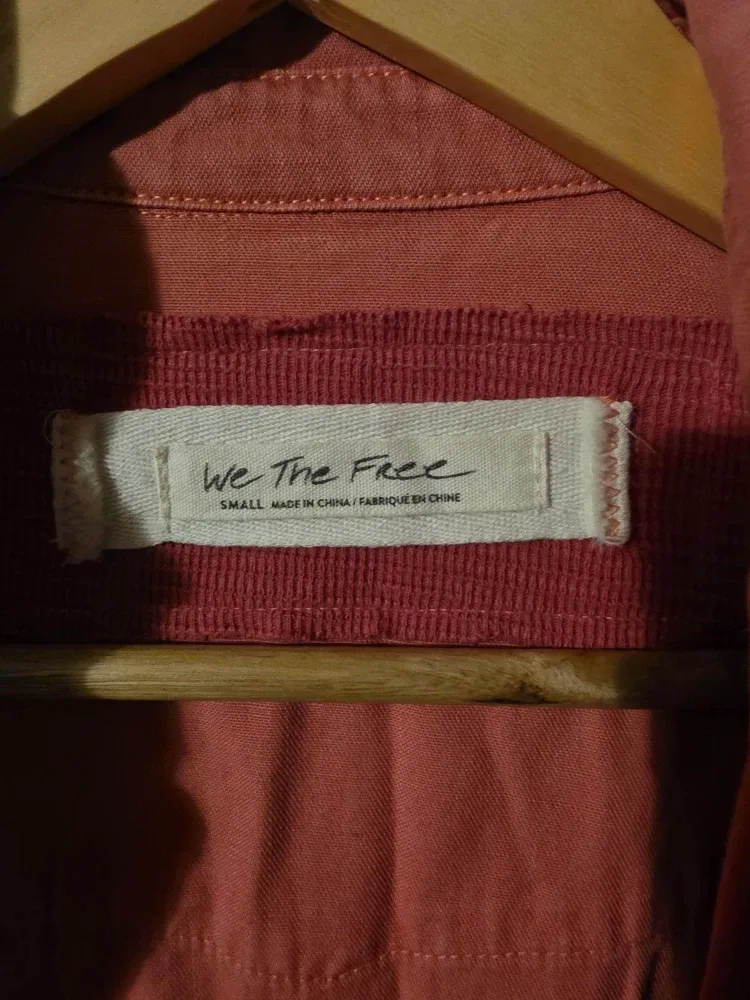 We The Free
SMALL MADE IN CHINA / FABRIQUÉ EN CHINE